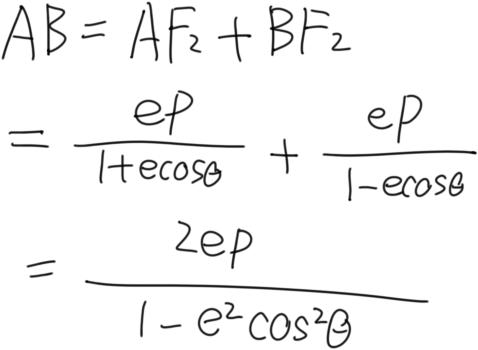 AB = AF₂ + BF₂
= ep/(1+ecosθ) + ep/(1-ecosθ)
= 2ep/(1-e²cos²θ)